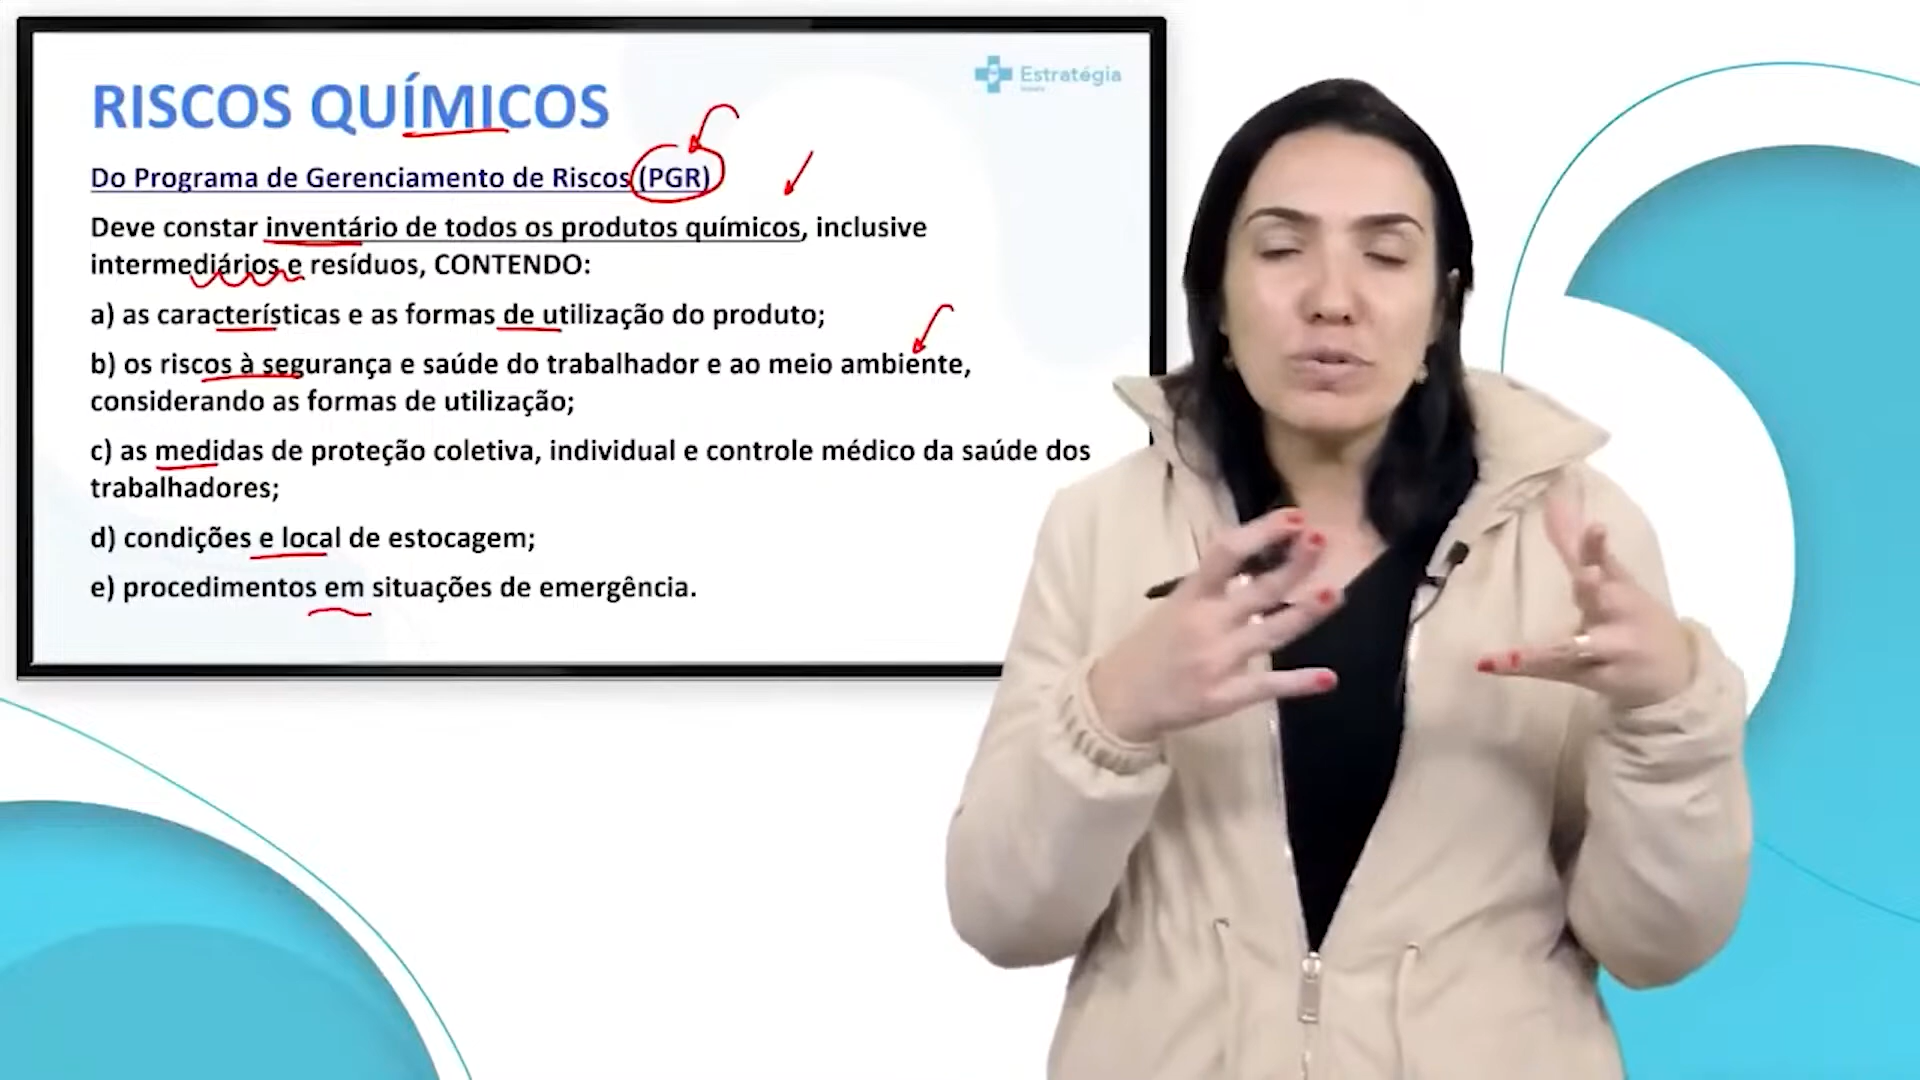 Estratégia
RISCOS QUÍMICOS
Do Programa de Gerenciamento de Riscos (PGR)
Deve constar inventário de todos os produtos químicos, inclusive
intermediários e resíduos, CONTENDO:
a) as características e as formas de utilização do produto;
b) os riscos à segurança e saúde do trabalhador e ao meio ambiente,
considerando as formas de utilização;
c) as medidas de proteção coletiva, individual e controle médico da saúde dos
trabalhadores;
d) condições e local de estocagem;
e) procedimentos em situações de emergência.